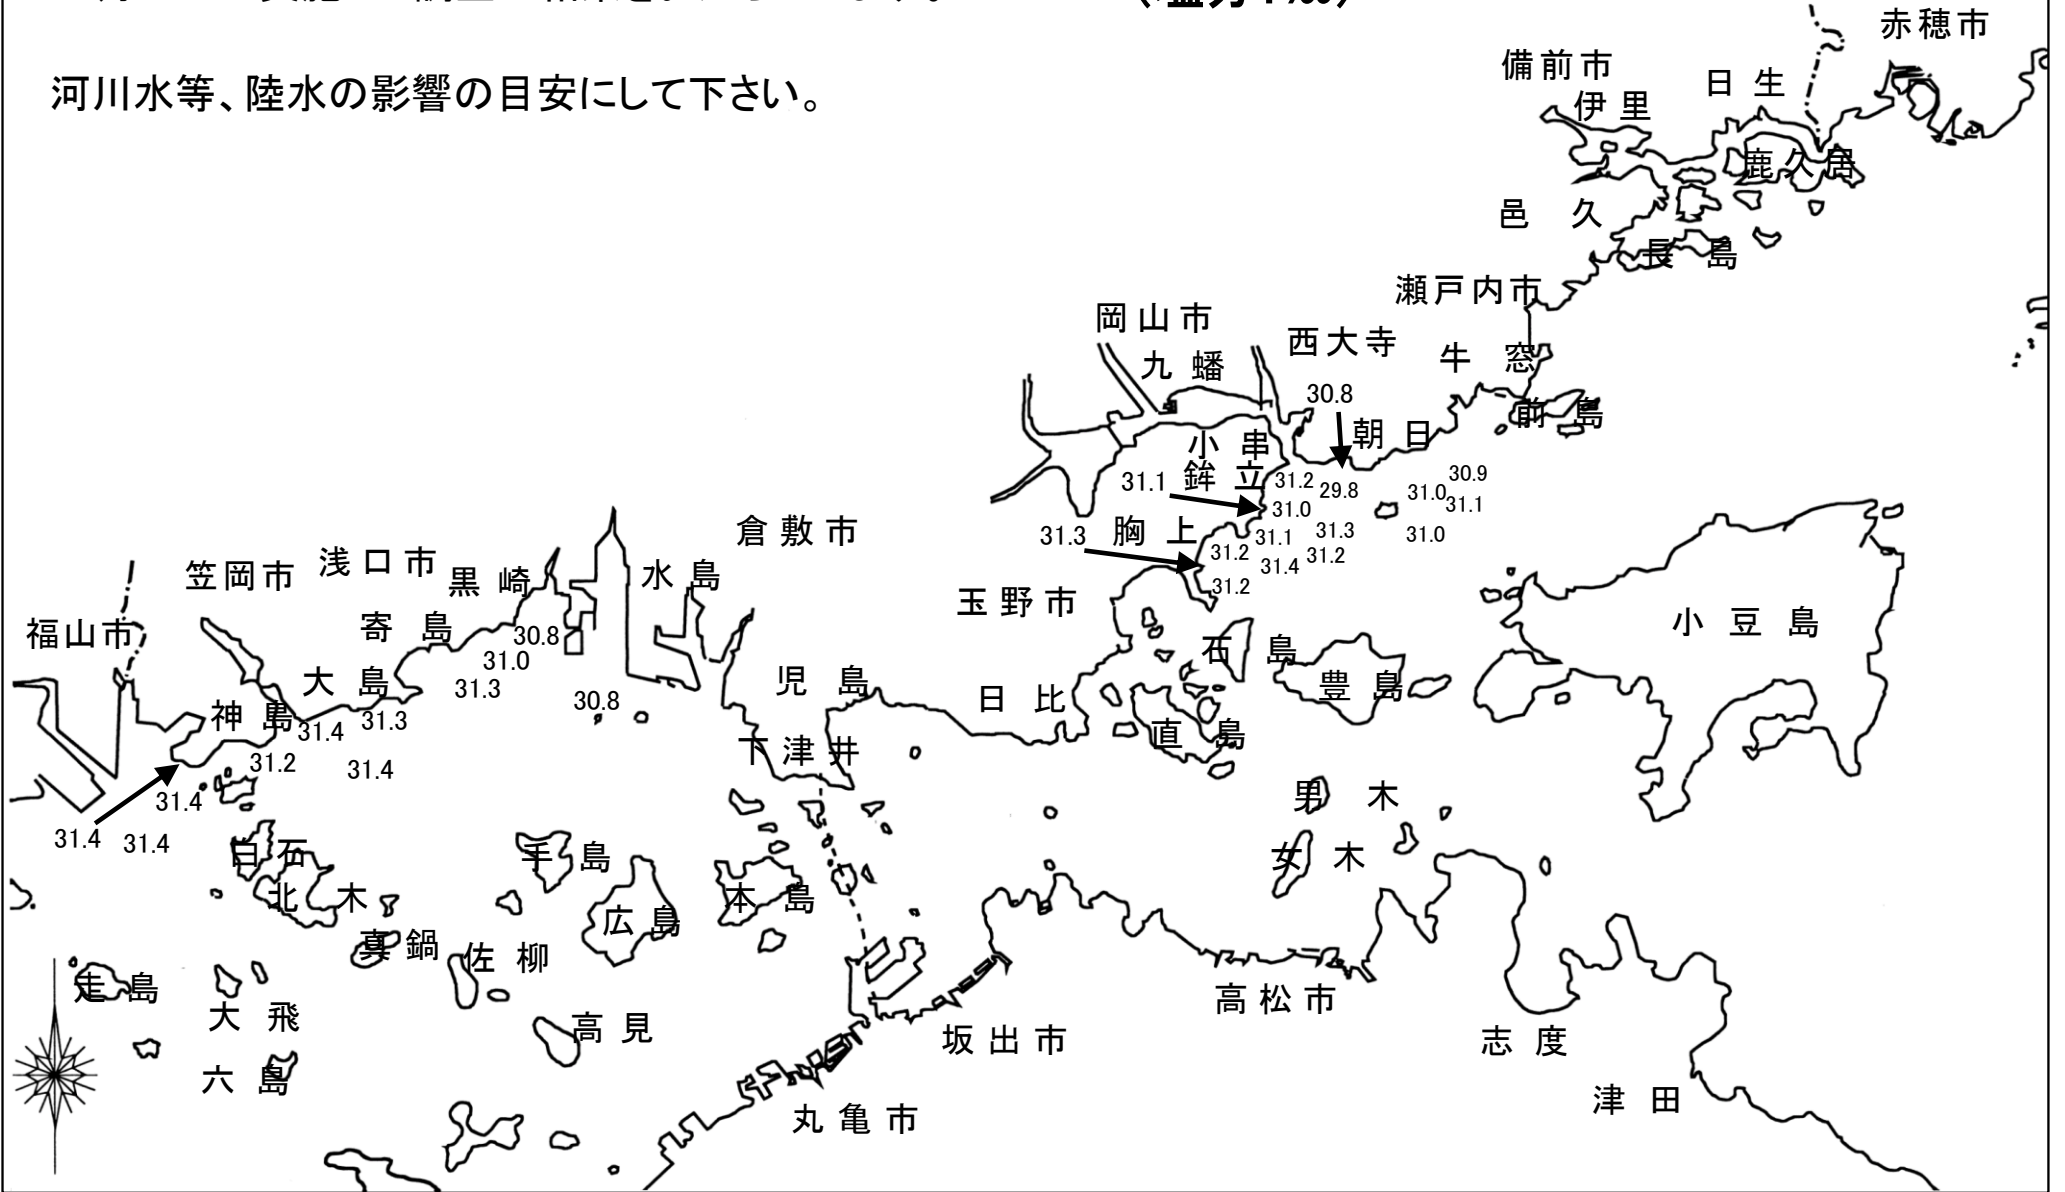 赤穂市
備前市
日生
伊里
河川水等、陸水の影響の目安にして下さい。
鹿久居
邑久
長島
瀬戸内市
岡山市
西大寺
九蟠
牛窓
30.8
前島
朝日
小串
31.1 鉾立 31.2 29.8 31.0 30.9
31.0 31.1
31.3 胸上 31.1 31.3 31.0
31.2 31.4 31.2
31.2
倉敷市
笠岡市 浅口市 黒崎 水島
玉野市
福山市 寄島 30.8
小豆島
31.0
石島
大島 31.3 30.8 児島 日比 豊島
神島 31.4 31.3
直島
31.2 31.4 下津井
31.4
男木
31.4 31.4
白石 手島 女木
北木 広島 本島
真鍋 佐柳
走島
大飛 高見 坂出市 高松市 志度
六島
丸亀市 津田